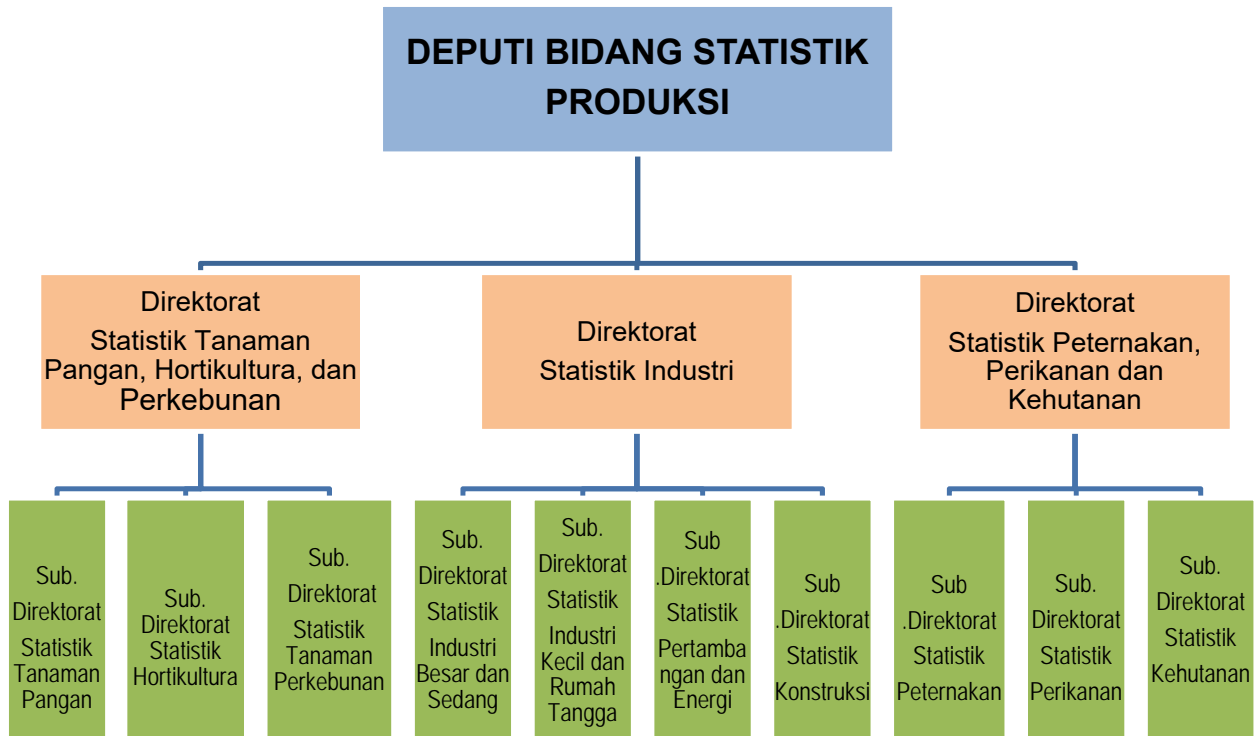 DEPUTI BIDANG STATISTIK
PRODUKSI
Direktorat
Statistik Tanaman
Pangan, Hortikultura, dan
Perkebunan
Direktorat
Statistik Industri
Direktorat
Statistik Peternakan,
Perikanan dan
Kehutanan
Sub.
Direktorat
Statistik
Tanaman
Pangan
Sub.
Direktorat
Statistik
Hortikultura
Sub.
Direktorat
Statistik
Tanaman
Perkebunan
Sub.
Direktorat
Statistik
Industri
Besar dan
Sedang
Sub.
Direktorat
Statistik
Industri
Kecil dan
Rumah
Tangga
Sub
.Direktorat
Statistik
Pertamba
ngan dan
Energi
Sub
.Direktorat
Statistik
Konstruksi
Sub
.Direktorat
Statistik
Peternakan
Sub.
Direktorat
Statistik
Perikanan
Sub.
Direktorat
Statistik
Kehutanan